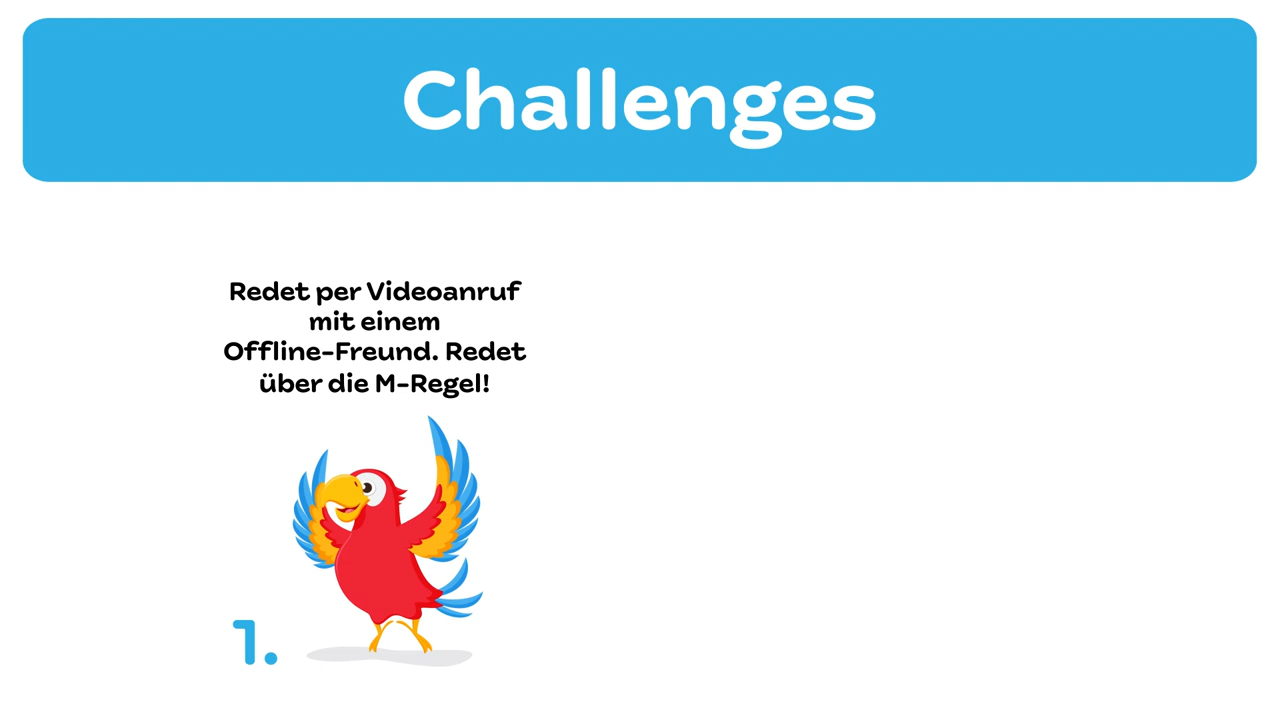 Challenges
Redet per Videoanruf
mit einem
Offline-Freund. Redet
über die M-Regel!
1.